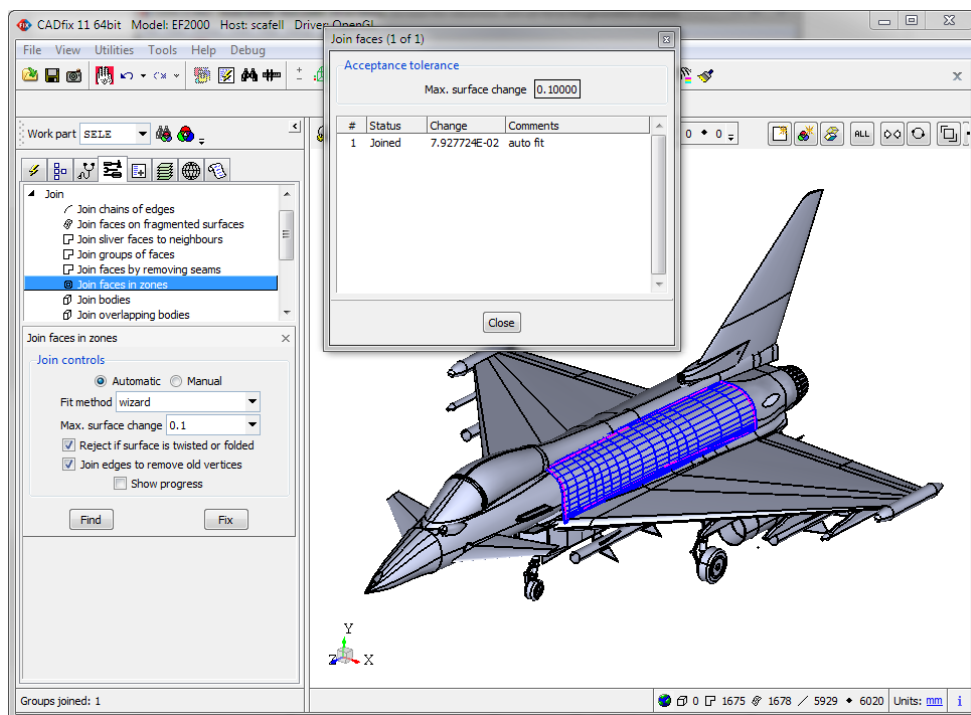 CADfix 11 64bit Model: EF2000 Host: scafell Driver: OpenGL
File View Utilities Tools Help Debug
Join faces (1 of 1)
Acceptance tolerance
Max. surface change 0.10000
# Status Change Comments
1 Joined 7.927724E-02 auto fit
Close
Work part SELE
0 0
ALL
Join
Join chains of edges
Join faces on fragmented surfaces
Join sliver faces to neighbours
Join groups of faces
Join faces by removing seams
Join faces in zones
Join bodies
Join overlapping bodies
Join faces in zones
Join controls
Automatic Manual
Fit method wizard
Max. surface change 0.1
Reject if surface is twisted or folded
Join edges to remove old vertices
Show progress
Find Fix
Y
Z X
Groups joined: 1
0 1675 1678 5929 6020 Units: mm i